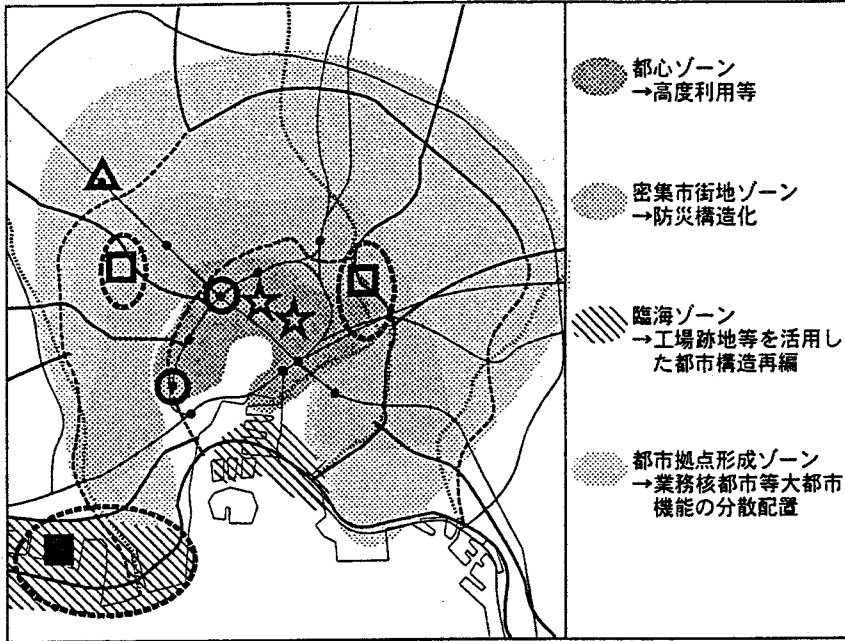 都心ゾーン
→高度利用等
密集市街地ゾーン
→防災構造化
臨海ゾーン
→工場跡地等を活用し
た都市構造再編
都市拠点形成ゾーン
→業務核都市等大都市
機能の分散配置